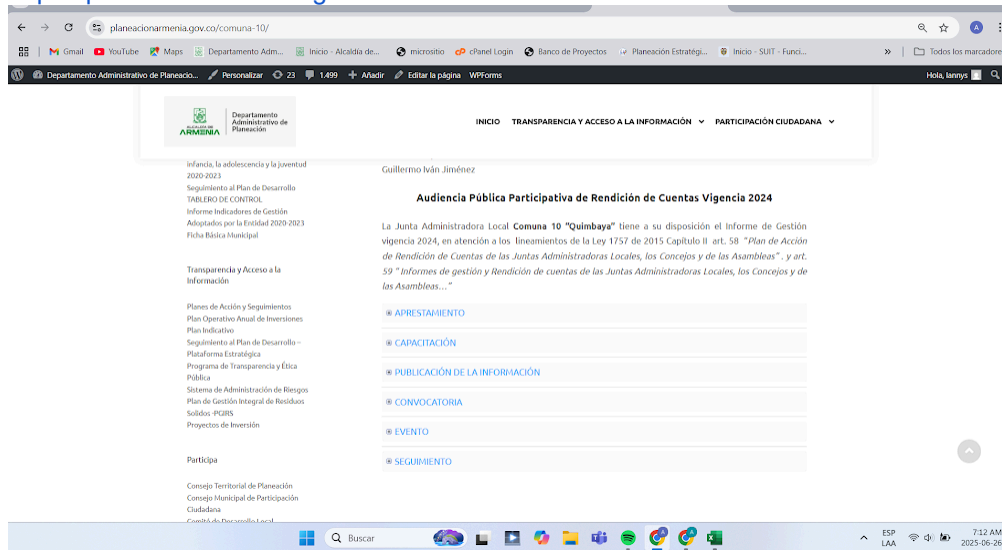 planeacionarmenia.gov.co/comuna-10/
Gmail YouTube Maps Departamento Adm... Inicio - Alcaldía de... micrositio cPanel Login Banco de Proyectos Planeación Estratégi... Inicio - SUIT - Funci... » Todos los marcadore
Departamento Administrativo de Planeacio... Personalizar 23 1.499 Añadir Editar la página WPForms Hola, lannys
ALCALDÍA DE
ARMENIA
Departamento
Administrativo de
Planeación
INICIO TRANSPARENCIA Y ACCESO A LA INFORMACIÓN PARTICIPACIÓN CIUDADANA
infancia, la adolescencia y la juventud
2020-2023
Seguimiento al Plan de Desarrollo
TABLERO DE CONTROL
Informe Indicadores de Gestión
Adoptados por la Entidad 2020-2023
Ficha Básica Municipal
Transparencia y Acceso a la
Información
Planes de Acción y Seguimientos
Plan Operativo Anual de Inversiones
Plan Indicativo
Seguimiento al Plan de Desarrollo –
Plataforma Estratégica
Programa de Transparencia y Ética
Pública
Sistema de Administración de Riesgos
Plan de Gestión Integral de Residuos
Solidos -PGIRS
Proyectos de Inversión
Participa
Consejo Territorial de Planeación
Consejo Municipal de Participación
Ciudadana
Comité de Desarrollo Local
Guillermo Iván Jiménez
Audiencia Pública Participativa de Rendición de Cuentas Vigencia 2024
La Junta Administradora Local Comuna 10 "Quimbaya" tiene a su disposición el Informe de Gestión
vigencia 2024, en atención a los lineamientos de la Ley 1757 de 2015 Capítulo II art. 58 "Plan de Acción
de Rendición de Cuentas de las Juntas Administradoras Locales, los Concejos y de las Asambleas" . y art.
59 " Informes de gestión y Rendición de cuentas de las Juntas Administradoras Locales, los Concejos y de
las Asambleas…"
APRESTAMIENTO
CAPACITACIÓN
PUBLICACIÓN DE LA INFORMACIÓN
CONVOCATORIA
EVENTO
SEGUIMIENTO
Buscar
ESP
LAA
7:12 AM
2025-06-26